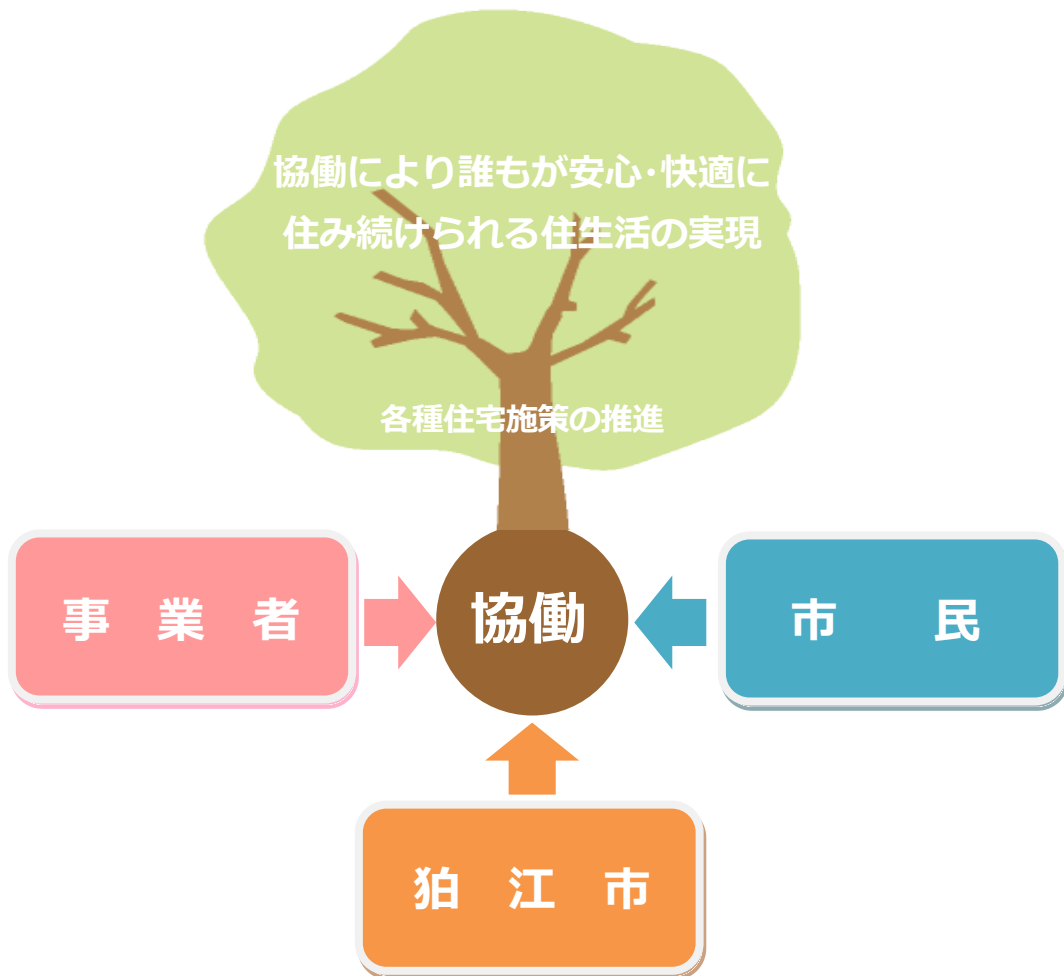 協働により誰もが安心・快適に
住み続けられる住生活の実現
各種住宅施策の推進
事　業　者
協働
市　　民
狛　江　市